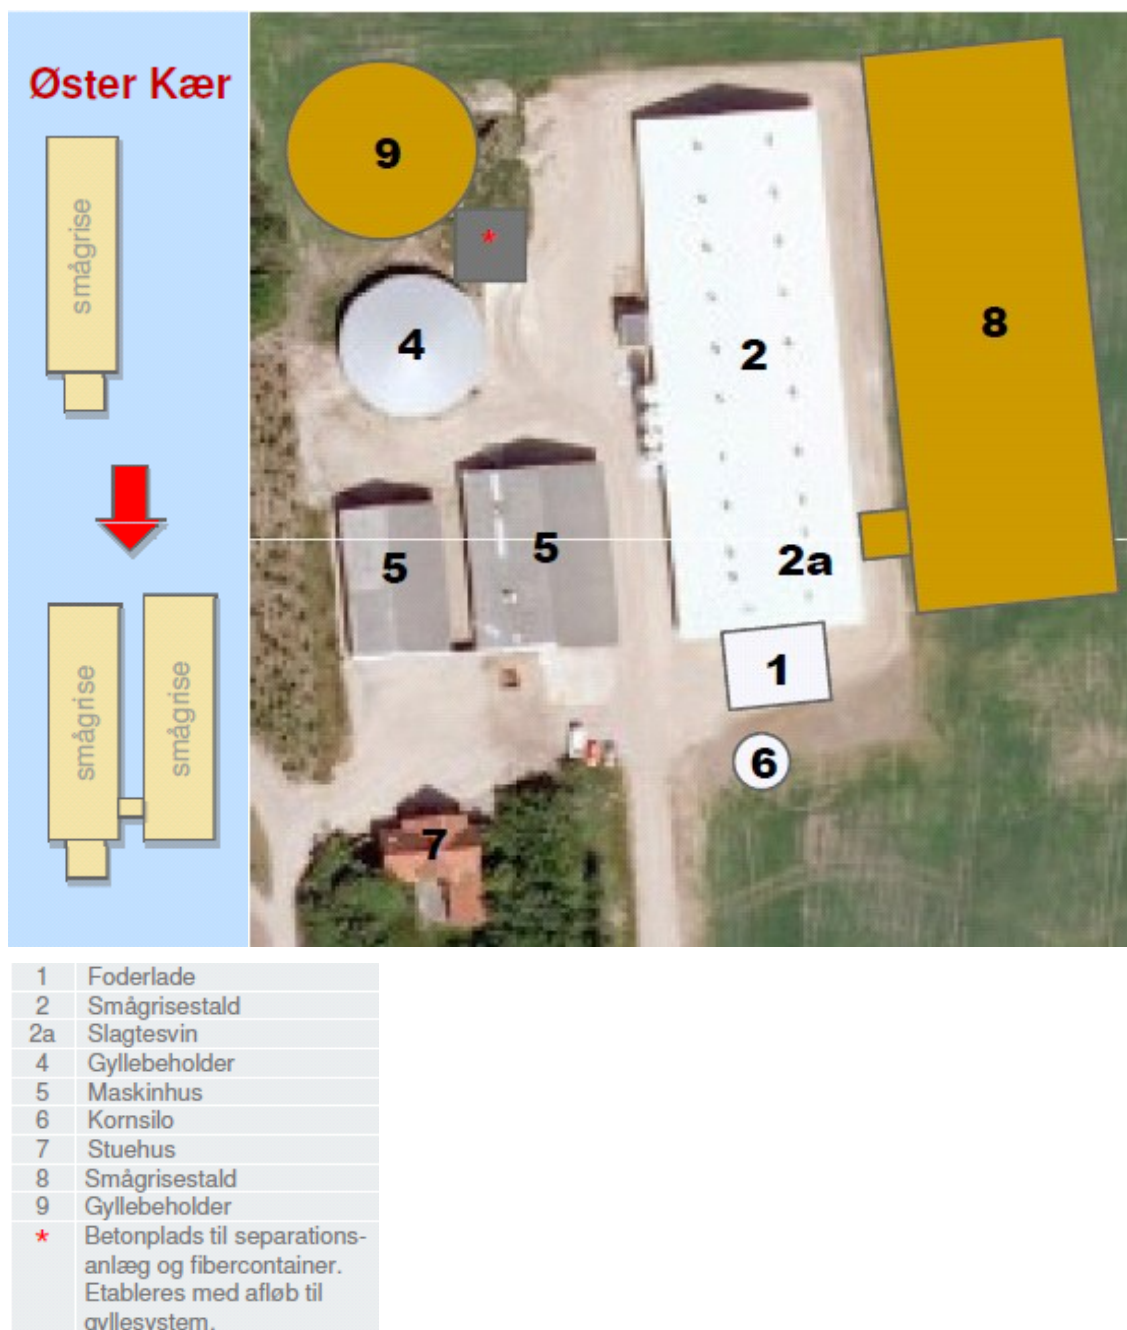 Øster Kær
smågrise
smågrise
smågrise
9
*
4
2
8
5
5
2a
1
6
7
1 Foderlade
2 Smågrisestald
2a Slagtesvin
4 Gyllebeholder
5 Maskinhus
6 Kornsilo
7 Stuehus
8 Smågrisestald
9 Gyllebeholder
* Betonplads til separations-
anlæg og fibercontainer.
Etableres med afløb til
gyllesystem.